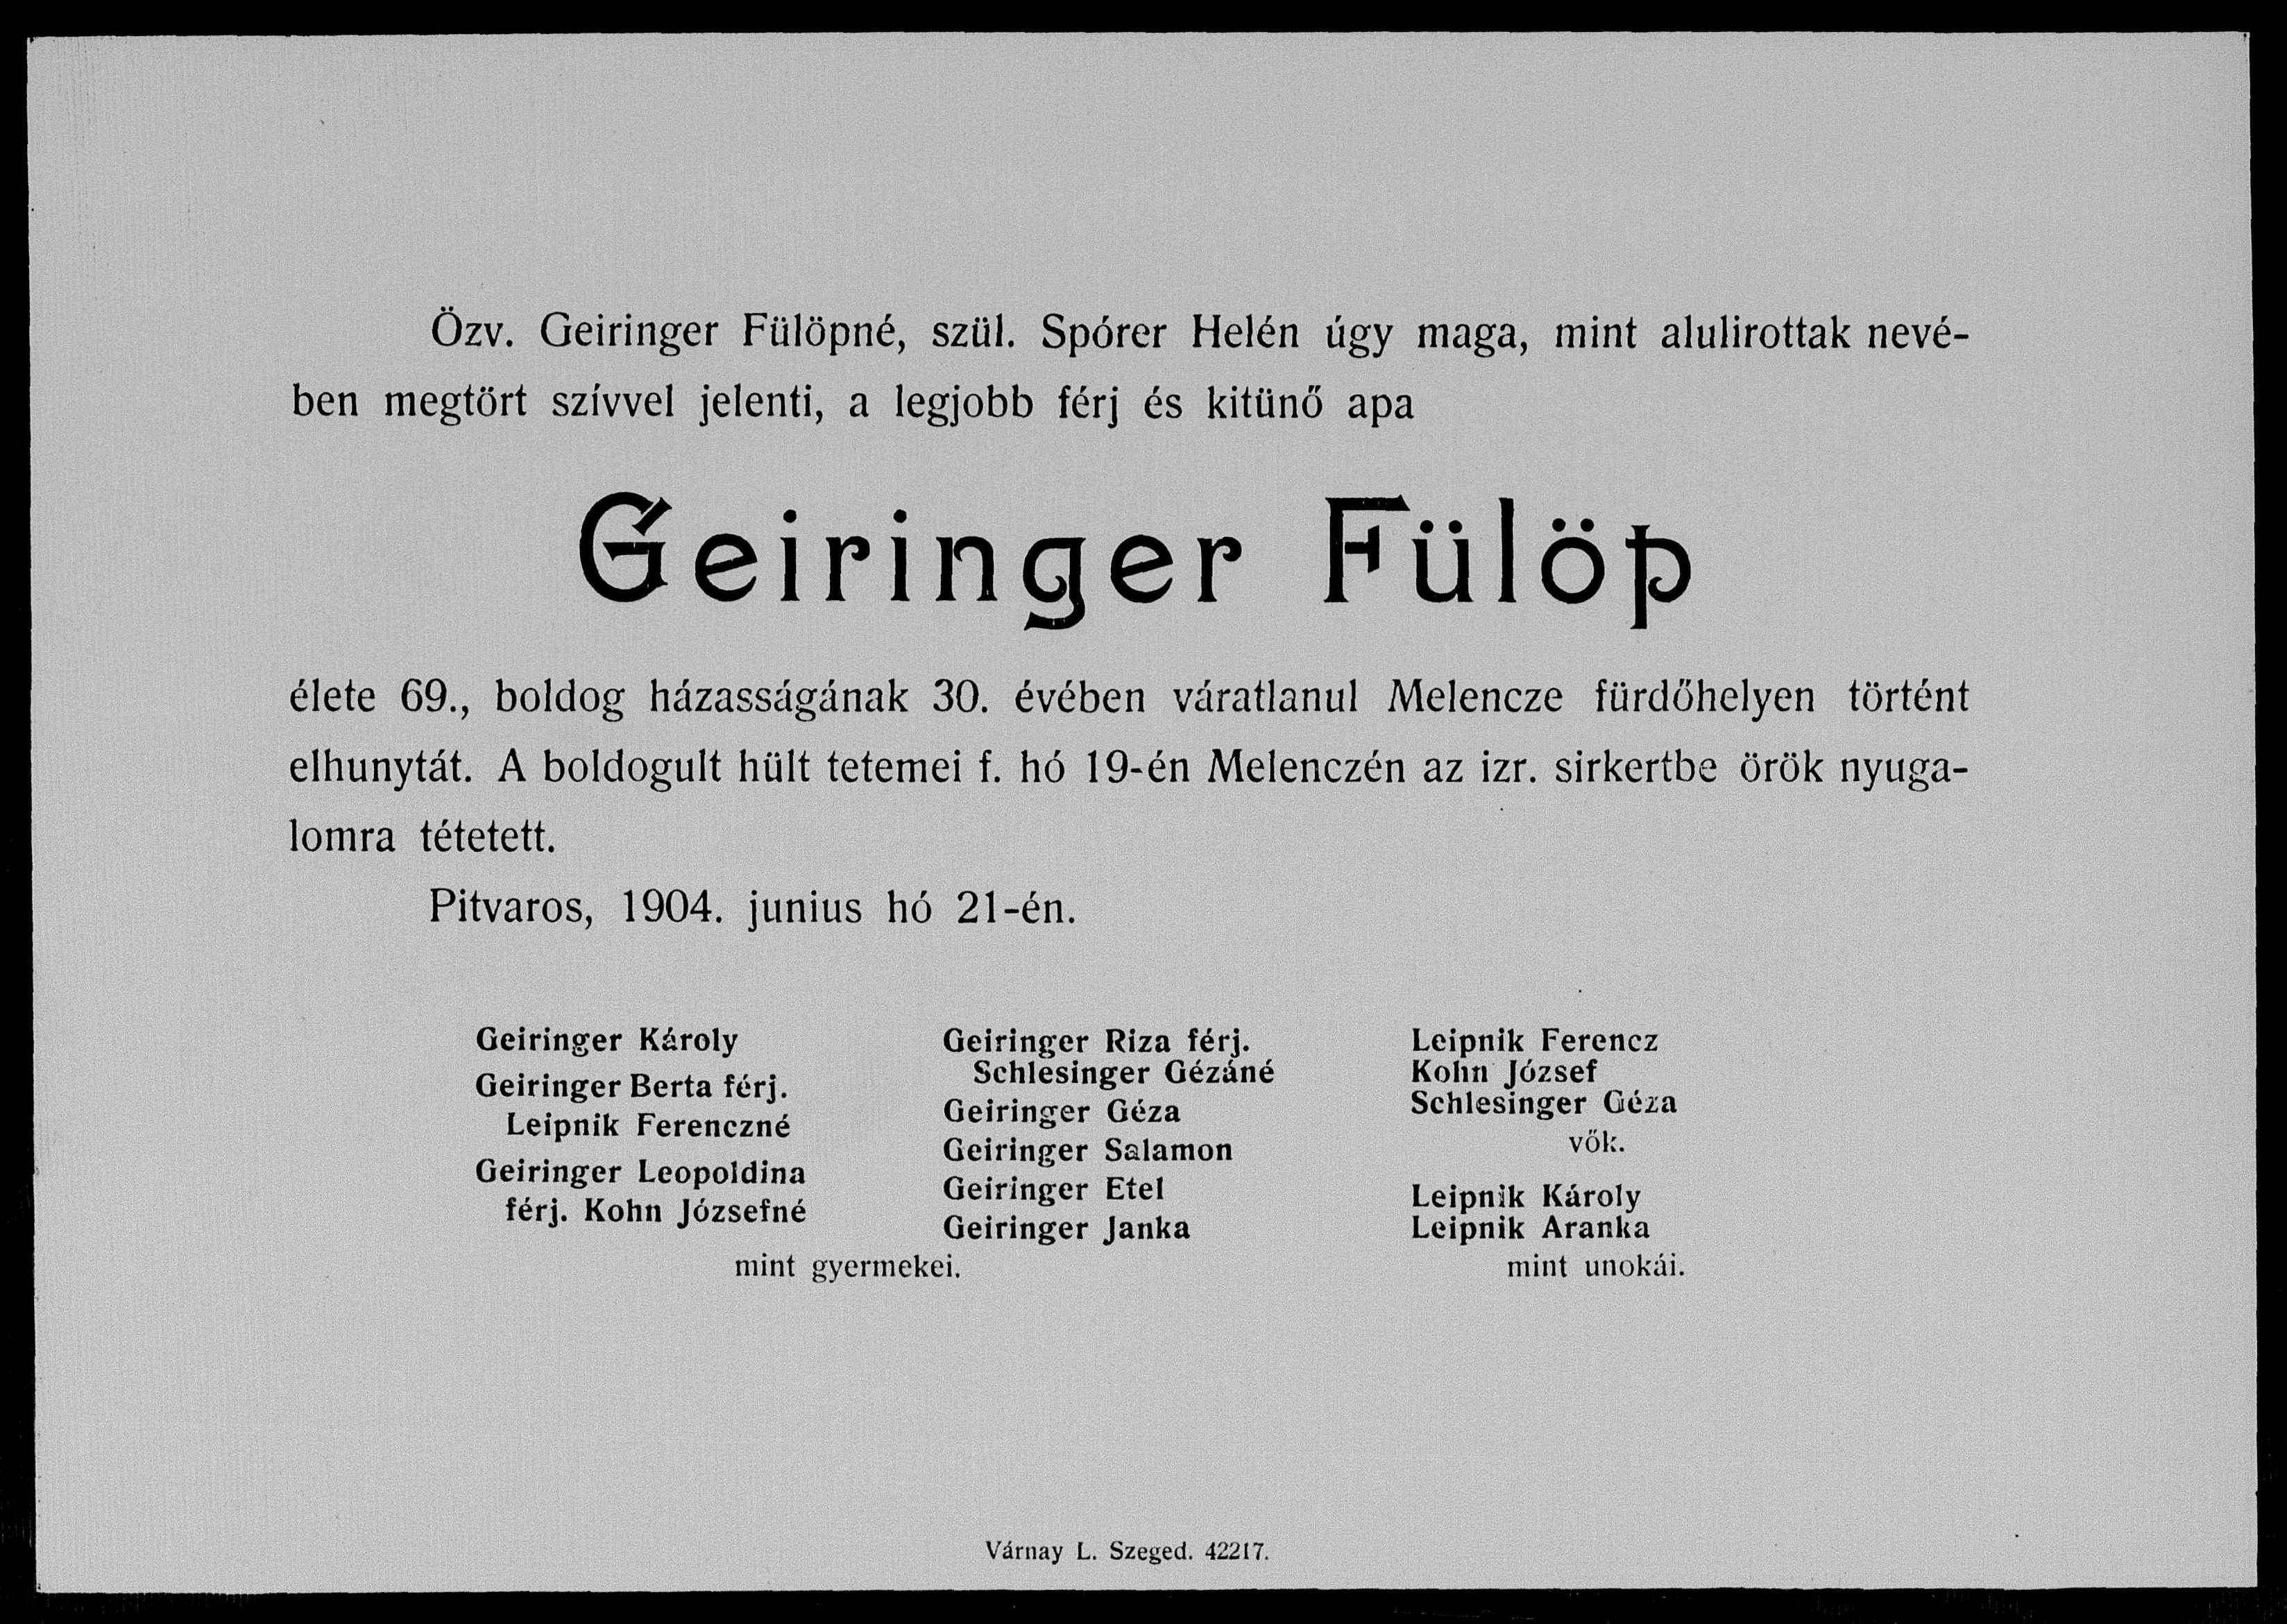 Özv. Geiringer Fülöpné, szül. Spórer Helén úgy maga, mint alulirottak nevé-
ben megtört szívvel jelenti, a legjobb férj és kitünő apa
Geiringer Fülöp
élete 69., boldog házasságának 30. évében váratlanul Melencze fürdőhelyen történt
elhunytát. A boldogult hült tetemei f. hó 19-én Melenczén az izr. sirkertbe örök nyuga-
lomra tétetett.
Pitvaros, 1904. junius hó 21-én.
Geiringer Károly
Geiringer Berta férj.
Leipnik Ferenczné
Geiringer Leopoldina
férj. Kohn Józsefné
Geiringer Riza férj.
Schlesinger Gézáné
Geiringer Géza
Geiringer Salamon
Geiringer Etel
Geiringer Janka
mint gyermekei.
Leipnik Ferencz
Kohn József
Schlesinger Géza
vők.
Leipnik Károly
Leipnik Aranka
mint unokái.
Várnay L. Szeged. 42217.